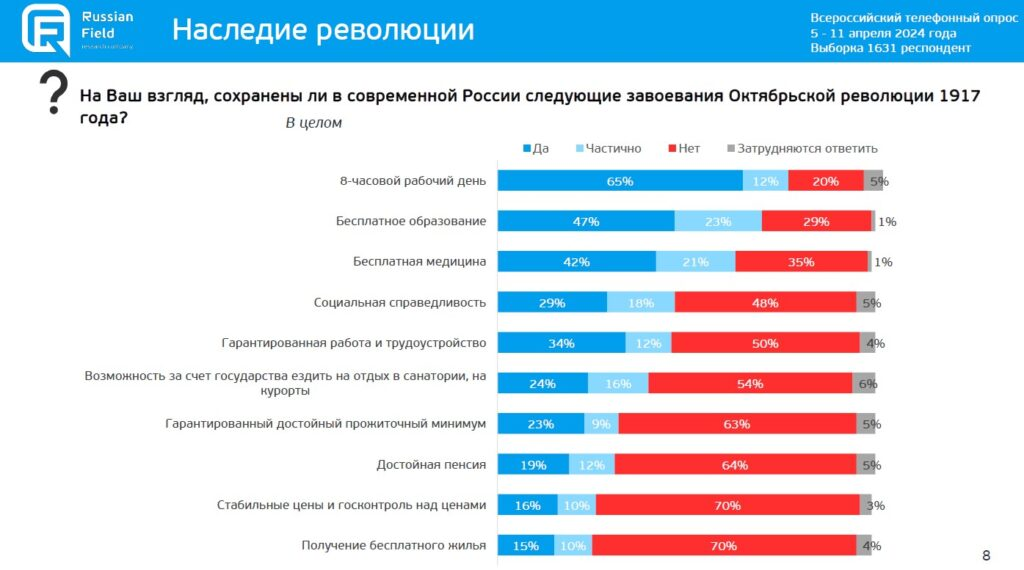 Russian
Field
research company
Наследие революции
Всероссийский телефонный опрос
5 - 11 апреля 2024 года
Выборка 1631 респондент
? На Ваш взгляд, сохранены ли в современной России следующие завоевания Октябрьской революции 1917
года?
В целом
Да Частично Нет Затрудняются ответить
8-часовой рабочий день 65% 12% 20% 5%
Бесплатное образование 47% 23% 29% 1%
Бесплатная медицина 42% 21% 35% 1%
Социальная справедливость 29% 18% 48% 5%
Гарантированная работа и трудоустройство 34% 12% 50% 4%
Возможность за счет государства ездить на отдых в санатории, на
курорты 24% 16% 54% 6%
Гарантированный достойный прожиточный минимум 23% 9% 63% 5%
Достойная пенсия 19% 12% 64% 5%
Стабильные цены и госконтроль над ценами 16% 10% 70% 3%
Получение бесплатного жилья 15% 10% 70% 4%
8